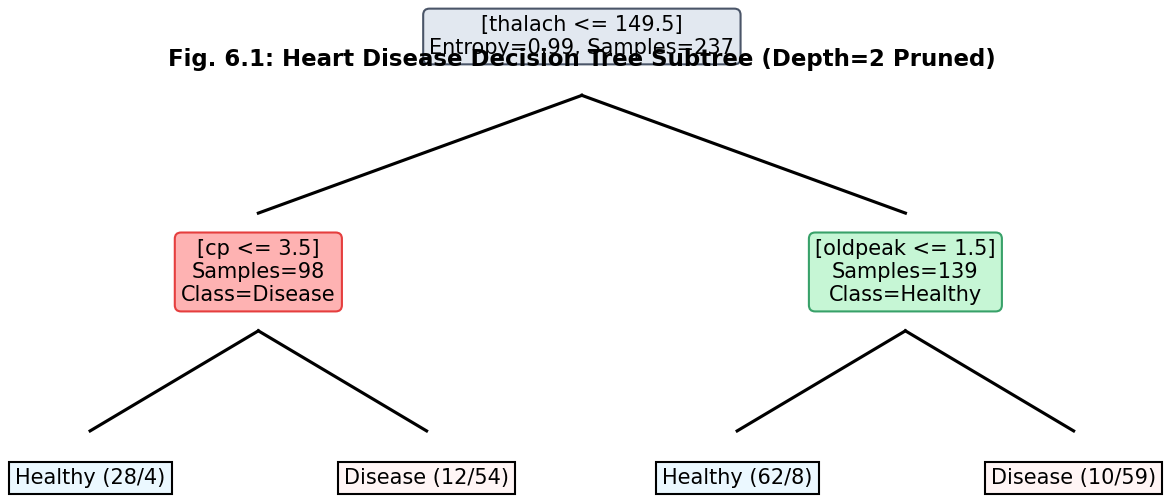 [thalach <= 149.5]
Entropy=0.99, Samples=237
Fig. 6.1: Heart Disease Decision Tree Subtree (Depth=2 Pruned)
[cp <= 3.5]
Samples=98
Class=Disease
[oldpeak <= 1.5]
Samples=139
Class=Healthy
Healthy (28/4)
Disease (12/54)
Healthy (62/8)
Disease (10/59)